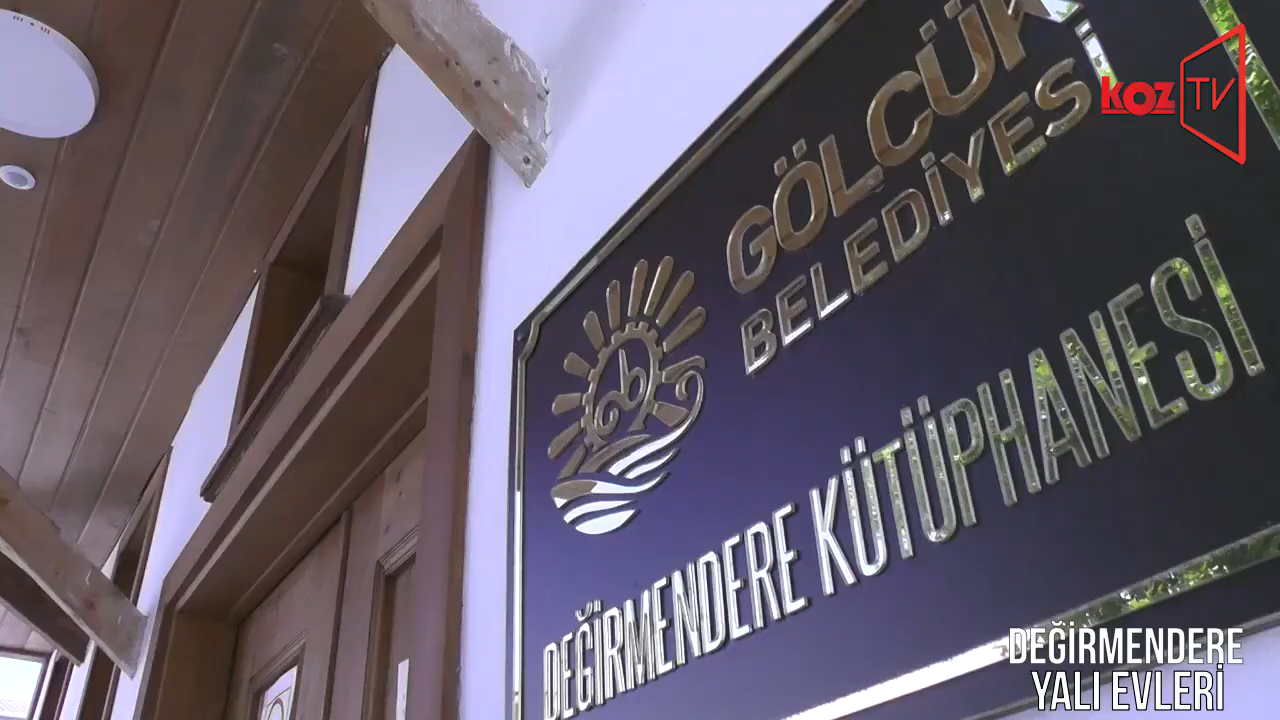 GÖLCÜK
BELEDİYESİ
DEĞİRMENDERE KÜTÜPHANESİ
koz TV
DEĞİRMENDERE
YALI EVLERİ